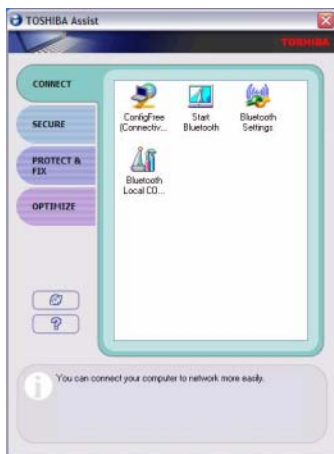 TOSHIBA Assist
TOSHIBA
CONNECT
SECURE
PROTECT &
FIX
OPTIMIZE
ConfigFree
(Connectiv...
Start
Bluetooth
Bluetooth
Settings
Bluetooth
Local CO...
?
i
You can connect your computer to network more easily.